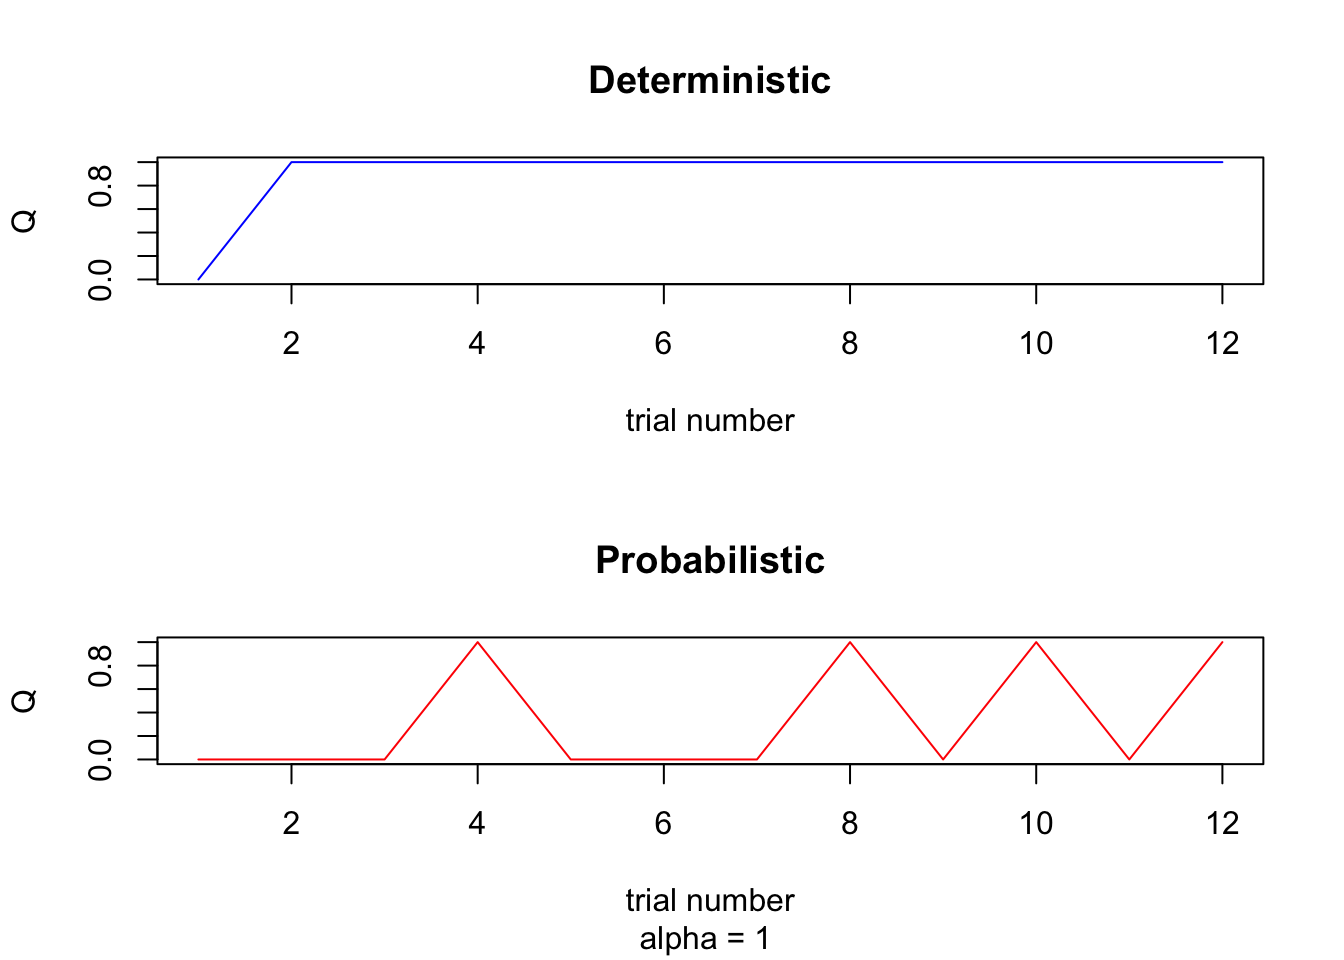 Deterministic
Q
0.8
0.0
2 4 6 8 10 12
trial number
Probabilistic
Q
0.8
0.0
2 4 6 8 10 12
trial number
alpha = 1